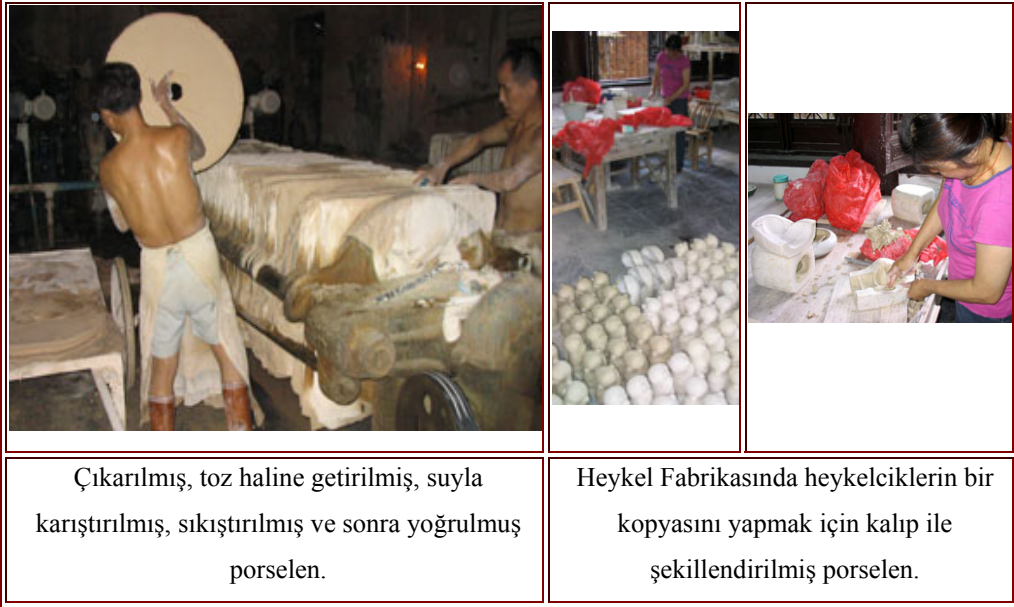 Çıkarılmış, toz haline getirilmiş, suyla
karıştırılmış, sıkıştırılmış ve sonra yoğrulmuş
porselen.
Heykel Fabrikasında heykelciklerin bir
kopyasını yapmak için kalıp ile
şekillendirilmiş porselen.